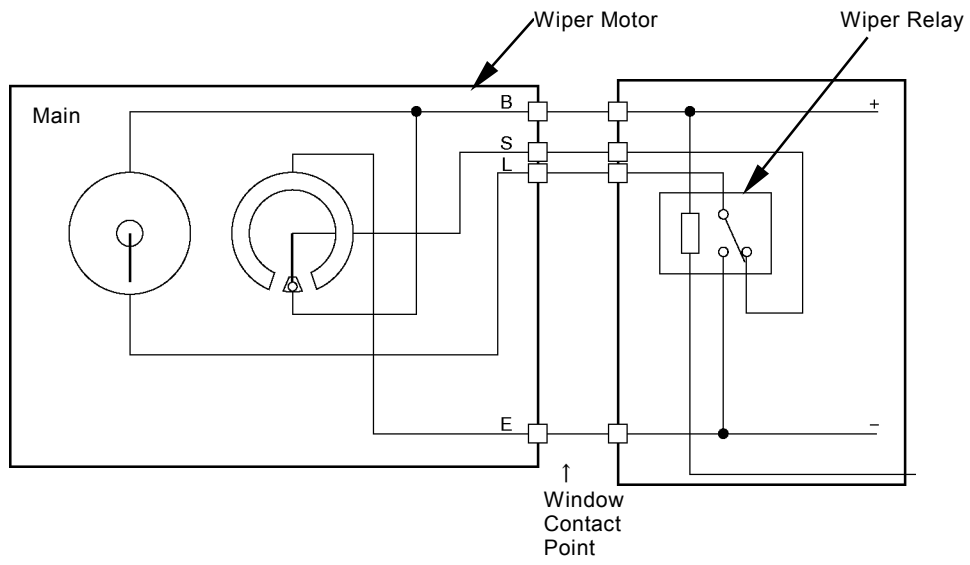 Wiper Motor
Wiper Relay
Main
B
+
S
L
E
−
↑
Window
Contact
Point